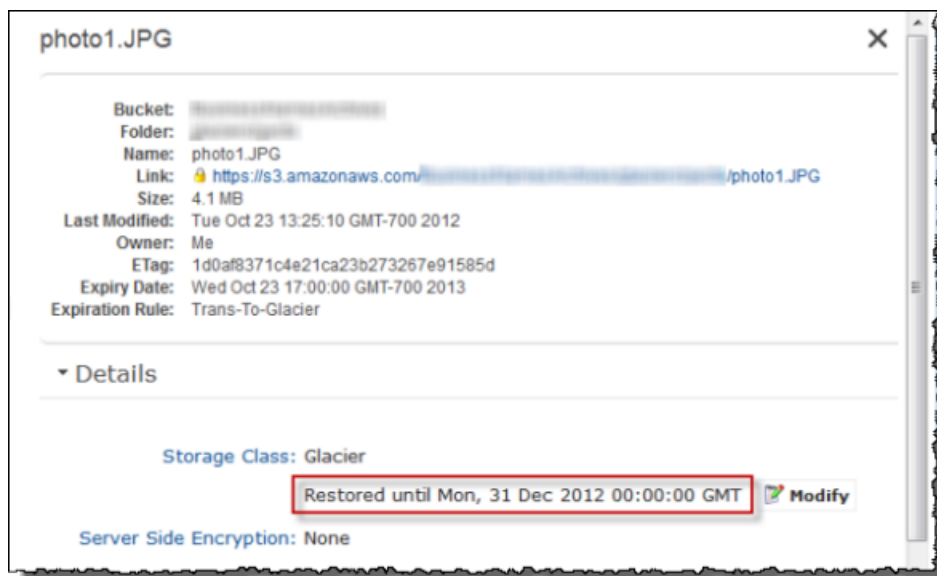 photo1.JPG
Bucket:
Folder:
Name: photo1.JPG
Link: https://s3.amazonaws.com/ /photo1.JPG
Size: 4.1 MB
Last Modified: Tue Oct 23 13:25:10 GMT-700 2012
Owner: Me
ETag: 1d0af8371c4e21ca23b273267e91585d
Expiry Date: Wed Oct 23 17:00:00 GMT-700 2013
Expiration Rule: Trans-To-Glacier
Details
Storage Class: Glacier
Restored until Mon, 31 Dec 2012 00:00:00 GMT Modify
Server Side Encryption: None